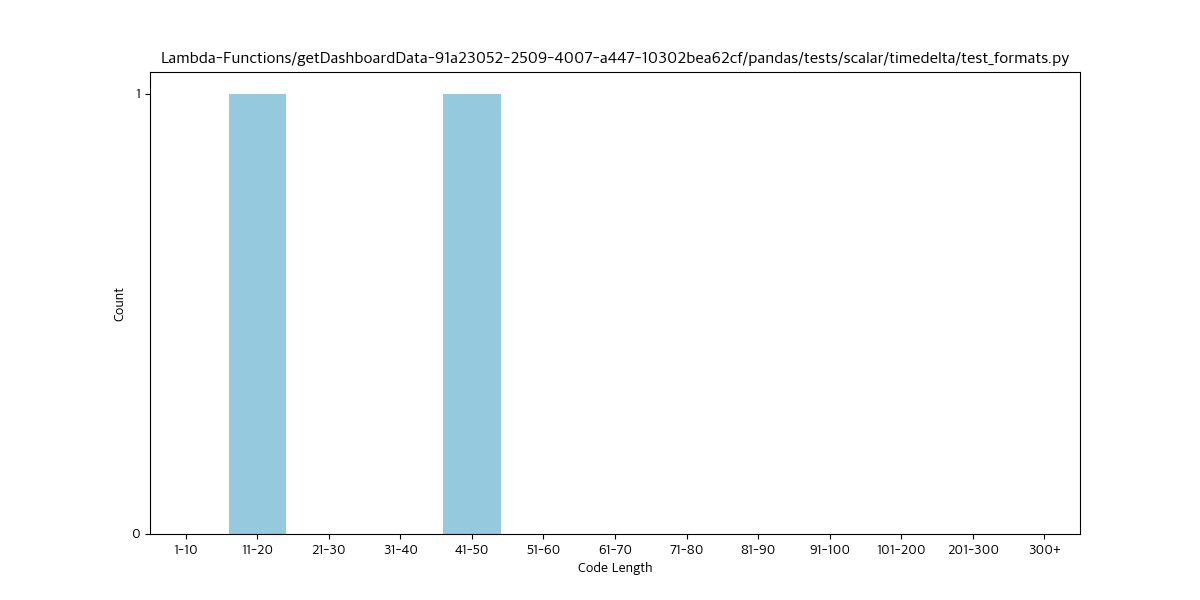 Lambda-Functions/getDashboardData-91a23052-2509-4007-a447-10302bea62cf/pandas/tests/scalar/timedelta/test_formats.py
1
Count
0
1-10 11-20 21-30 31-40 41-50 51-60 61-70 71-80 81-90 91-100 101-200 201-300 300+
Code Length